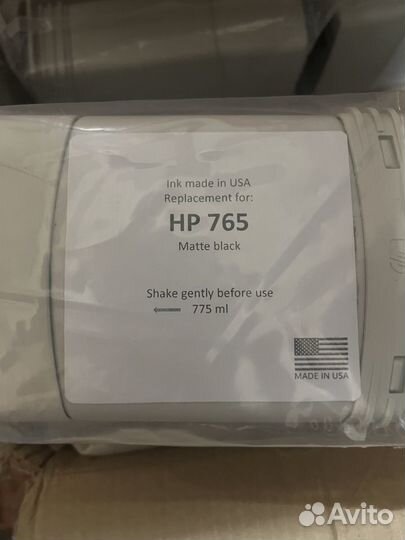 Ink made in USA
Replacement for:
HP 765
Matte black
Shake gently before use
775 ml
MADE IN USA
Avito